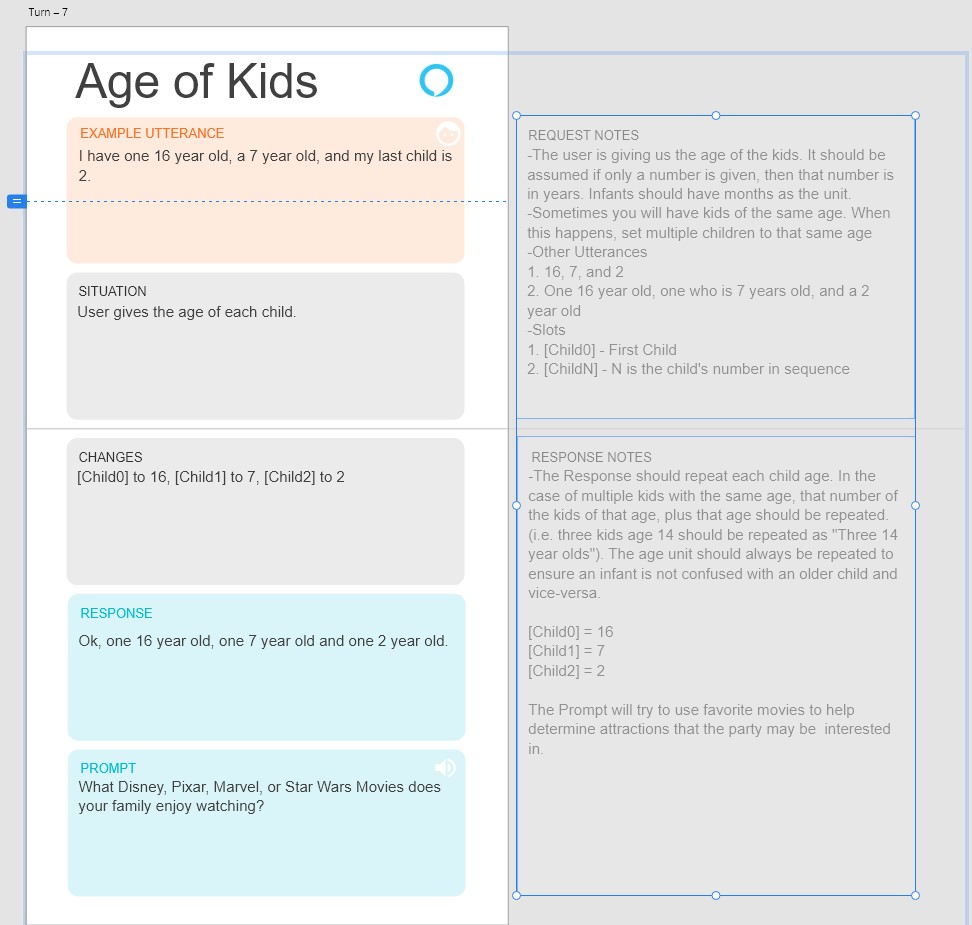 Turn – 7
Age of Kids
EXAMPLE UTTERANCE
I have one 16 year old, a 7 year old, and my last child is
2.
SITUATION
User gives the age of each child.
CHANGES
[Child0] to 16, [Child1] to 7, [Child2] to 2
RESPONSE
Ok, one 16 year old, one 7 year old and one 2 year old.
PROMPT
What Disney, Pixar, Marvel, or Star Wars Movies does
your family enjoy watching?
REQUEST NOTES
-The user is giving us the age of the kids. It should be
assumed if only a number is given, then that number is
in years. Infants should have months as the unit.
-Sometimes you will have kids of the same age. When
this happens, set multiple children to that same age
-Other Utterances
1. 16, 7, and 2
2. One 16 year old, one who is 7 years old, and a 2
year old
-Slots
1. [Child0] - First Child
2. [ChildN] - N is the child's number in sequence
RESPONSE NOTES
-The Response should repeat each child age. In the
case of multiple kids with the same age, that number of
the kids of that age, plus that age should be repeated.
(i.e. three kids age 14 should be repeated as "Three 14
year olds"). The age unit should always be repeated to
ensure an infant is not confused with an older child and
vice-versa.
[Child0] = 16
[Child1] = 7
[Child2] = 2
The Prompt will try to use favorite movies to help
determine attractions that the party may be  interested
in.